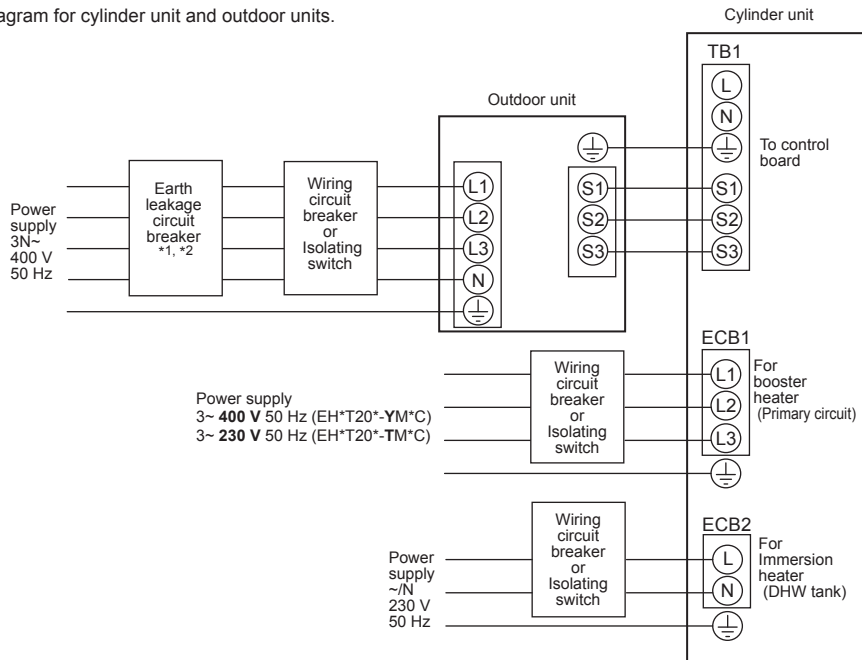 agram for cylinder unit and outdoor units.
Cylinder unit
TB1
L
N
To control
board
S1
S2
S3
Outdoor unit
L1
L2
L3
N
S1
S2
S3
Power
supply
3N~
400 V
50 Hz
Earth
leakage
circuit
breaker
*1, *2
Wiring
circuit
breaker
or
Isolating
switch
ECB1
L1
L2
L3
For
booster
heater
(Primary circuit)
Wiring
circuit
breaker
or
Isolating
switch
Power supply
3~ 400 V 50 Hz (EH*T20*-YM*C)
3~ 230 V 50 Hz (EH*T20*-TM*C)
ECB2
L
N
For
Immersion
heater
(DHW tank)
Wiring
circuit
breaker
or
Isolating
switch
Power
supply
~/N
230 V
50 Hz